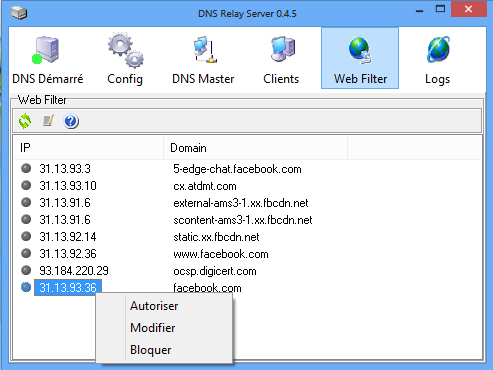 DNS Relay Server 0.4.5
DNS Démarré Config DNS Master Clients Web Filter Logs
Web Filter
IP Domain
31.13.93.3 5-edge-chat.facebook.com
31.13.93.10 cx.atdmt.com
31.13.91.6 external-ams3-1.xx.fbcdn.net
31.13.91.6 scontent-ams3-1.xx.fbcdn.net
31.13.92.14 static.xx.fbcdn.net
31.13.92.36 www.facebook.com
93.184.220.29 ocsp.digicert.com
31.13.93.36 facebook.com
Autoriser
Modifier
Bloquer